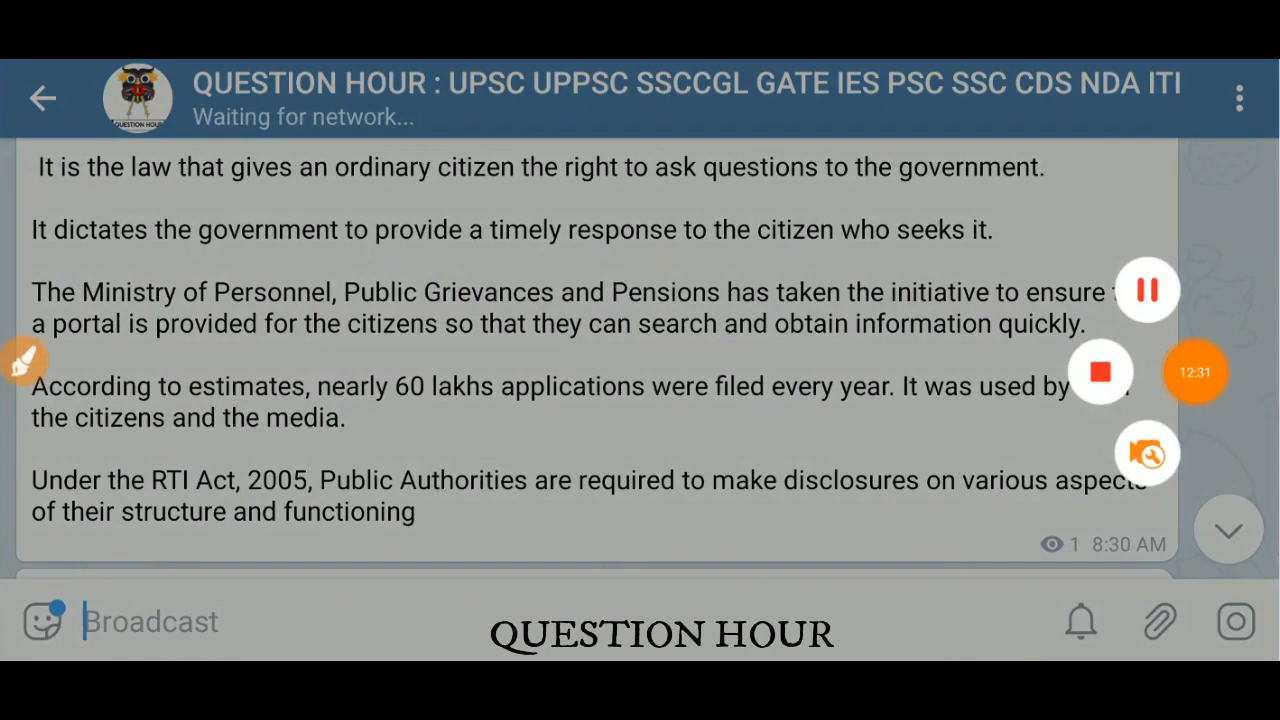 QUESTION HOUR : UPSC UPPSC SSCCGL GATE IES PSC SSC CDS NDA ITI
Waiting for network...
QUESTION HOUR
It is the law that gives an ordinary citizen the right to ask questions to the government.
It dictates the government to provide a timely response to the citizen who seeks it.
The Ministry of Personnel, Public Grievances and Pensions has taken the initiative to ensure
a portal is provided for the citizens so that they can search and obtain information quickly.
12:31
According to estimates, nearly 60 lakhs applications were filed every year. It was used by
the citizens and the media.
Under the RTI Act, 2005, Public Authorities are required to make disclosures on various aspects
of their structure and functioning
1 8:30 AM
Broadcast
QUESTION HOUR